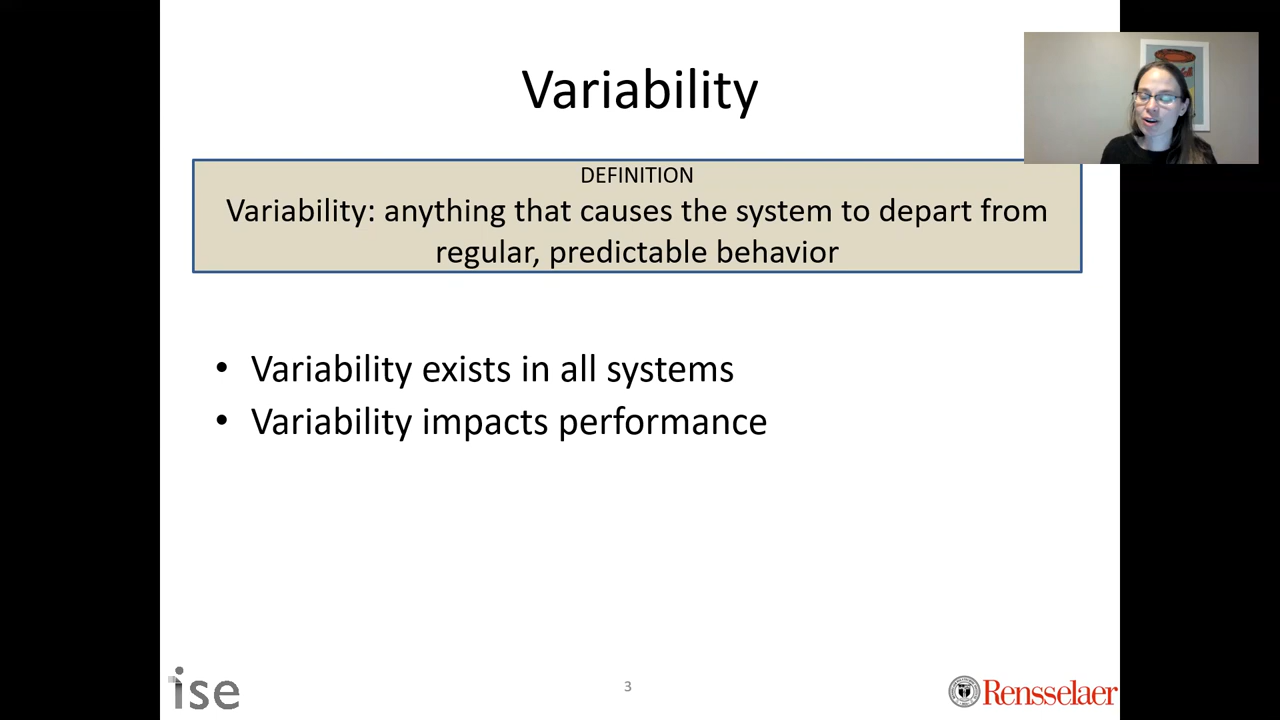 Variability
DEFINITION
Variability: anything that causes the system to depart from
regular, predictable behavior
• Variability exists in all systems
• Variability impacts performance
ise
3
Rensselaer